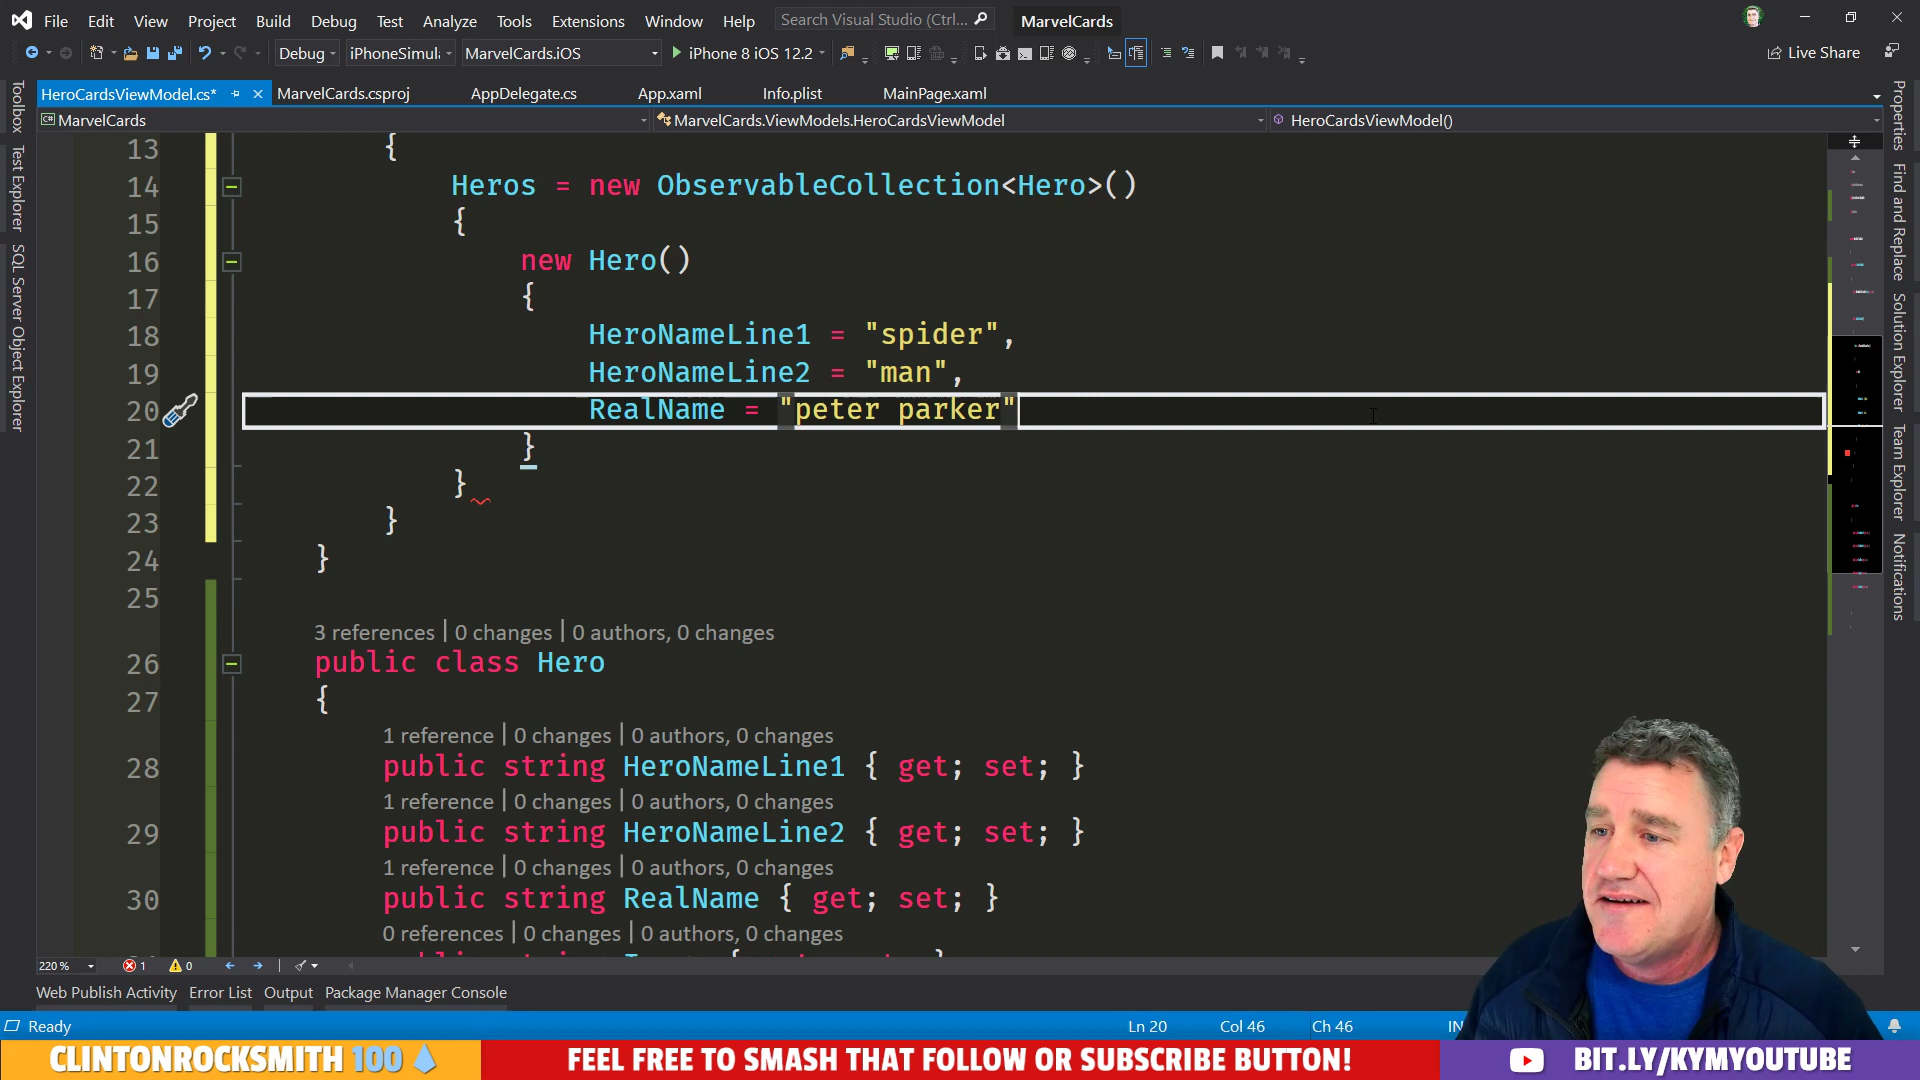 File Edit View Project Build Debug Test Analyze Tools Extensions Window Help Search Visual Studio (Ctrl... MarvelCards
Debug iPhoneSimula MarvelCards.iOS iPhone 8 iOS 12.2 Live Share
HeroCardsViewModel.cs* MarvelCards.csproj AppDelegate.cs App.xaml Info.plist MainPage.xaml
MarvelCards MarvelCards.ViewModels.HeroCardsViewModel HeroCardsViewModel()
Toolbox
Test Explorer
SQL Server Object Explorer
13 {
14 Heros = new ObservableCollection<Hero>()
15 {
16 new Hero()
17 {
18 HeroNameLine1 = "spider",
19 HeroNameLine2 = "man",
20 RealName = "peter parker"
21 }
22 }
23 }
24 }
25
3 references | 0 changes | 0 authors, 0 changes
26 public class Hero
27 {
1 reference | 0 changes | 0 authors, 0 changes
28 public string HeroNameLine1 { get; set; }
1 reference | 0 changes | 0 authors, 0 changes
29 public string HeroNameLine2 { get; set; }
1 reference | 0 changes | 0 authors, 0 changes
30 public string RealName { get; set; }
0 references | 0 changes | 0 authors, 0 changes
Properties
Find and Replace
Solution Explorer
Team Explorer
Notifications
220 % 1 0
Web Publish Activity Error List Output Package Manager Console
Ready Ln 20 Col 46 Ch 46 IN
CLINTONROCKSMITH 100 FEEL FREE TO SMASH THAT FOLLOW OR SUBSCRIBE BUTTON! BIT.LY/KYMYOUTUBE